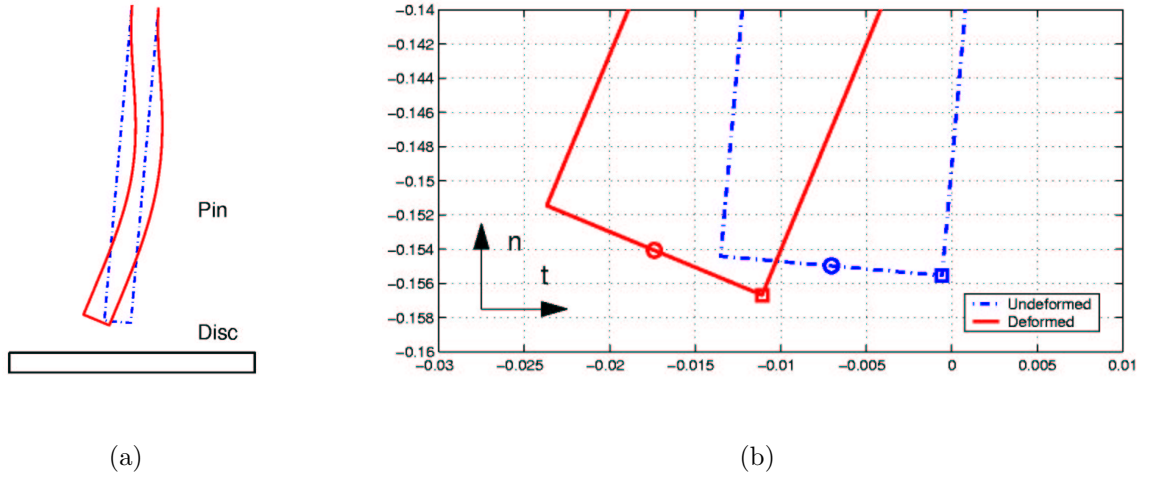 Pin
Disc
(a)
−0.14
−0.142
−0.144
−0.146
−0.148
−0.15
−0.152
−0.154
−0.156
−0.158
−0.16
n
t
Undeformed
Deformed
−0.03 −0.025 −0.02 −0.015 −0.01 −0.005 0 0.005 0.01
(b)